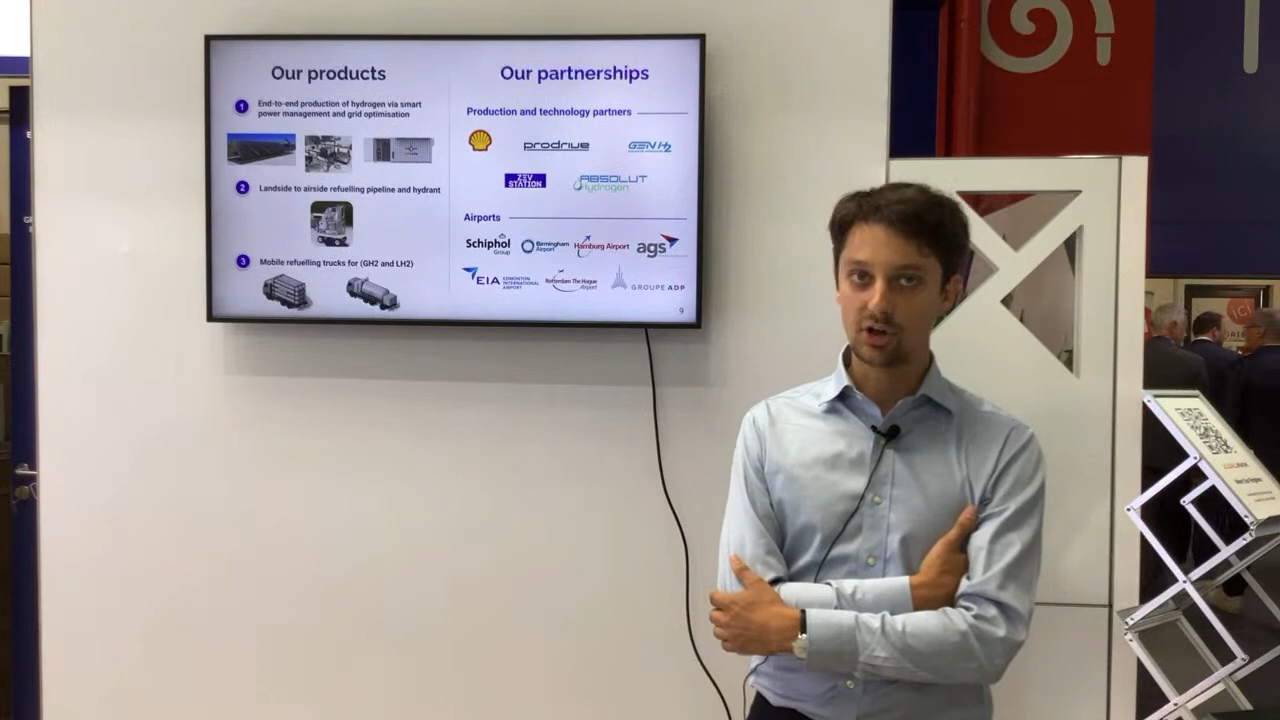 Our products
1
End-to-end production of hydrogen via smart
power management and grid optimisation
2
Landside to airside refuelling pipeline and hydrant
3
Mobile refuelling trucks for (GH2 and LH2)
Our partnerships
Production and technology partners
prodrive
GENH2
ZEV
STATION
ABSOLUT
Hydrogen
Airports
Schiphol
Group
Birmingham
Airport
Hamburg Airport
ags
EIA
EDMONTON
INTERNATIONAL
AIRPORT
Rotterdam The Hague
Airport
GROUPE ADP
9